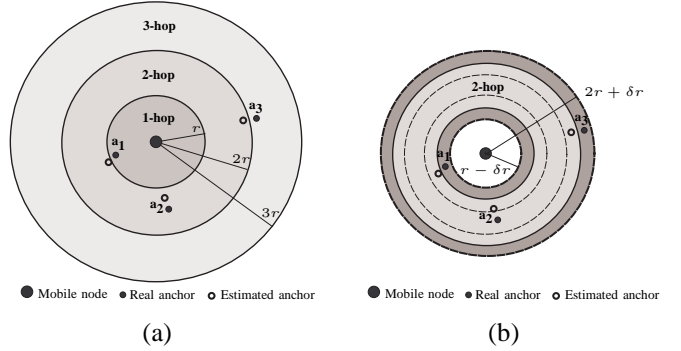 3-hop
2-hop
1-hop
r
a1
a2
a3
2r
3r
Mobile node Real anchor Estimated anchor
(a)
2-hop
2r + δr
a3
a1
r − δr
a2
Mobile node Real anchor Estimated anchor
(b)